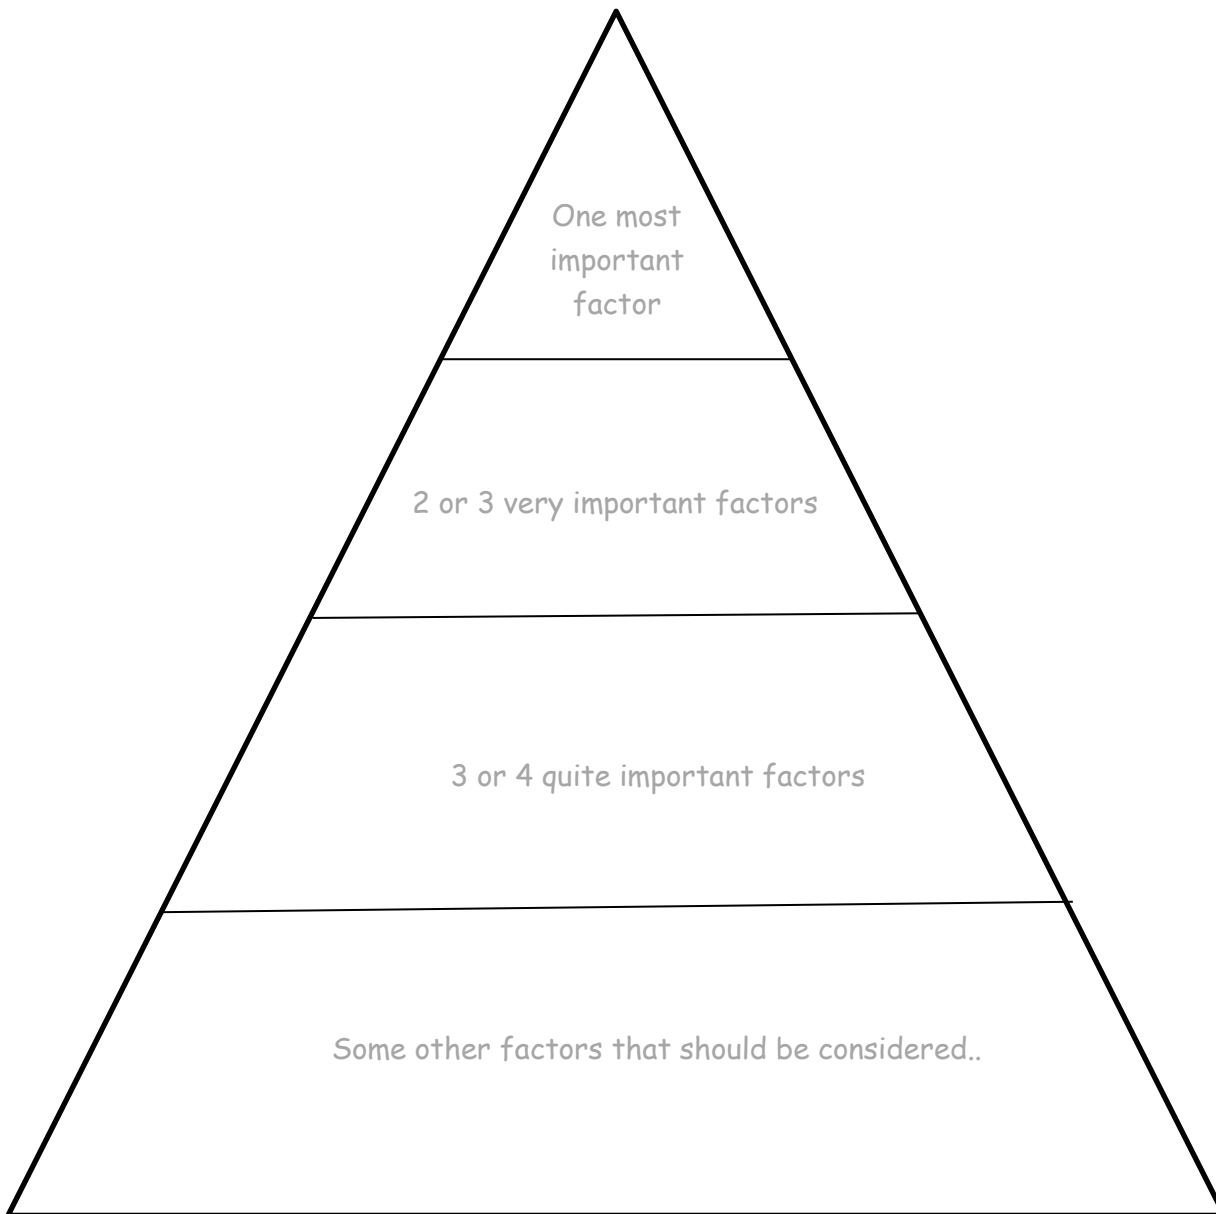 One most
important
factor
2 or 3 very important factors
3 or 4 quite important factors
Some other factors that should be considered..